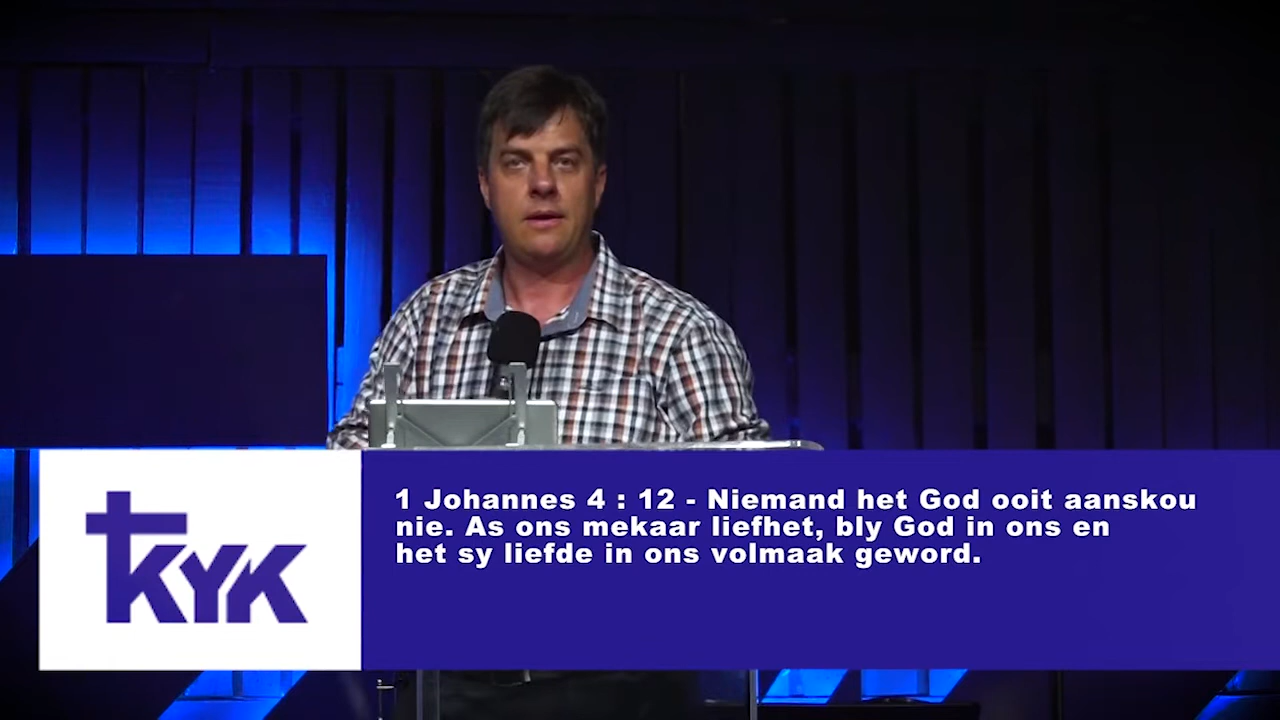 KYK
1 Johannes 4 : 12 - Niemand het God ooit aanskou
nie. As ons mekaar liefhet, bly God in ons en
het sy liefde in ons volmaak geword.